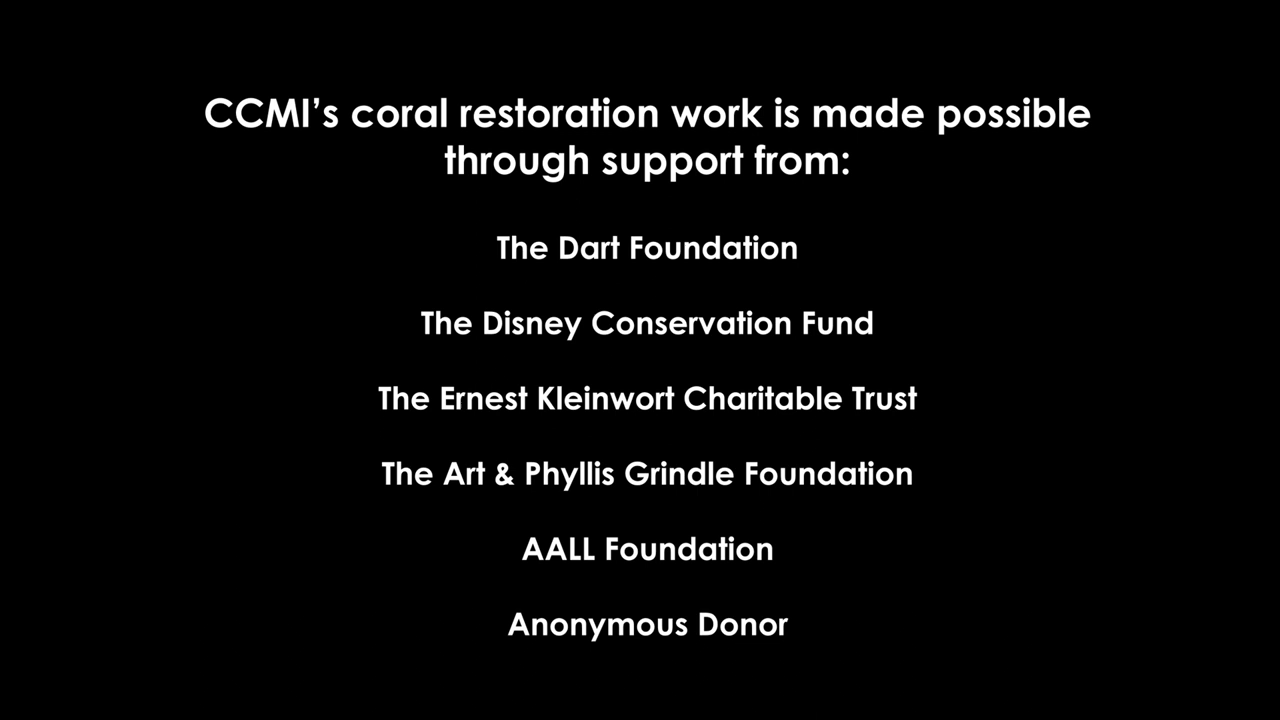 CCMI’s coral restoration work is made possible
through support from:
The Dart Foundation
The Disney Conservation Fund
The Ernest Kleinwort Charitable Trust
The Art & Phyllis Grindle Foundation
AALL Foundation
Anonymous Donor